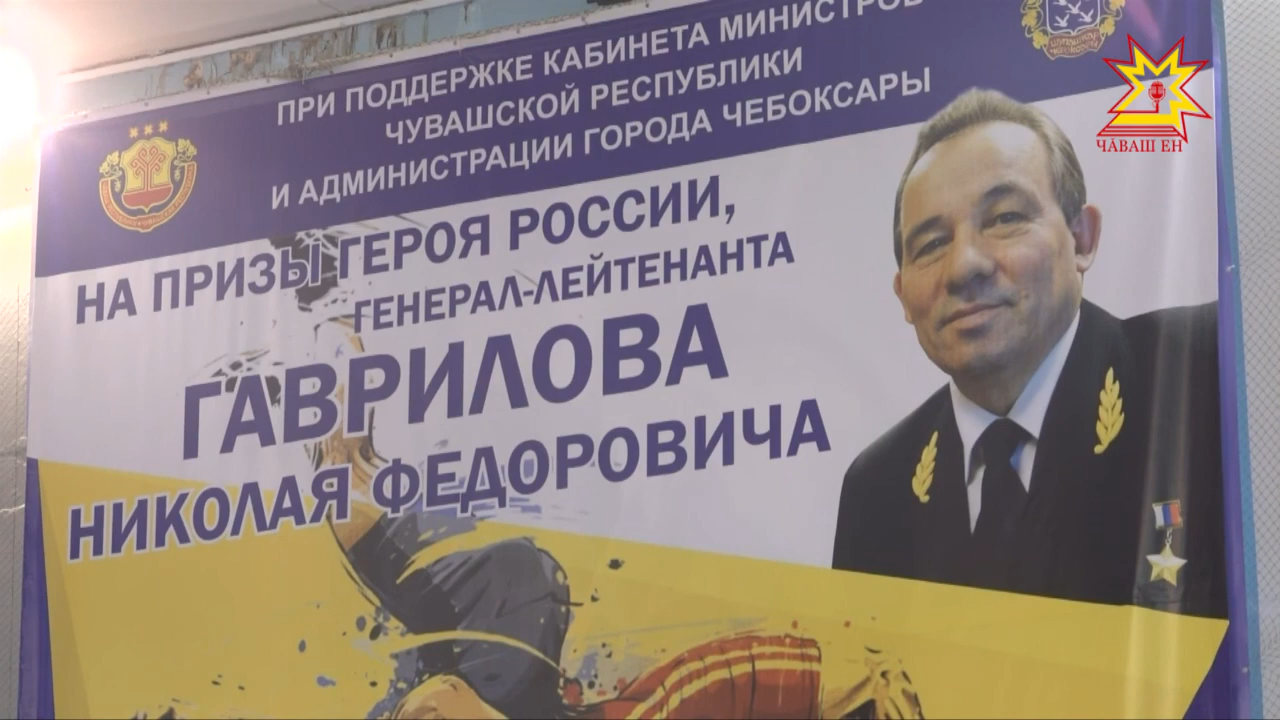 ПРИ ПОДДЕРЖКЕ КАБИНЕТА МИНИСТРОВ
ЧУВАШСКОЙ РЕСПУБЛИКИ
И АДМИНИСТРАЦИИ ГОРОДА ЧЕБОКСАРЫ
ЧӐВАШ ЕН
НА ПРИЗЫ ГЕРОЯ РОССИИ,
ГЕНЕРАЛ-ЛЕЙТЕНАНТА
ГАВРИЛОВА
НИКОЛАЯ ФЕДОРОВИЧА